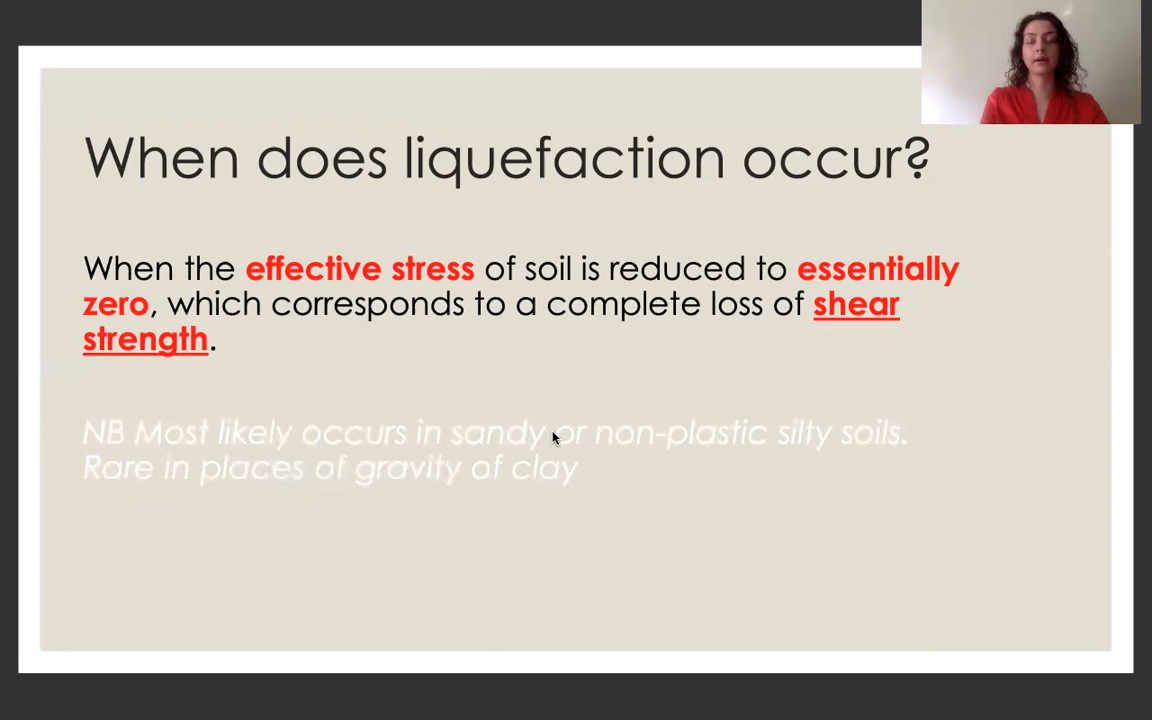 When does liquefaction occur?
When the effective stress of soil is reduced to essentially
zero, which corresponds to a complete loss of shear
strength.
NB Most likely occurs in sandy or non-plastic silty soils.
Rare in places of gravity of clay